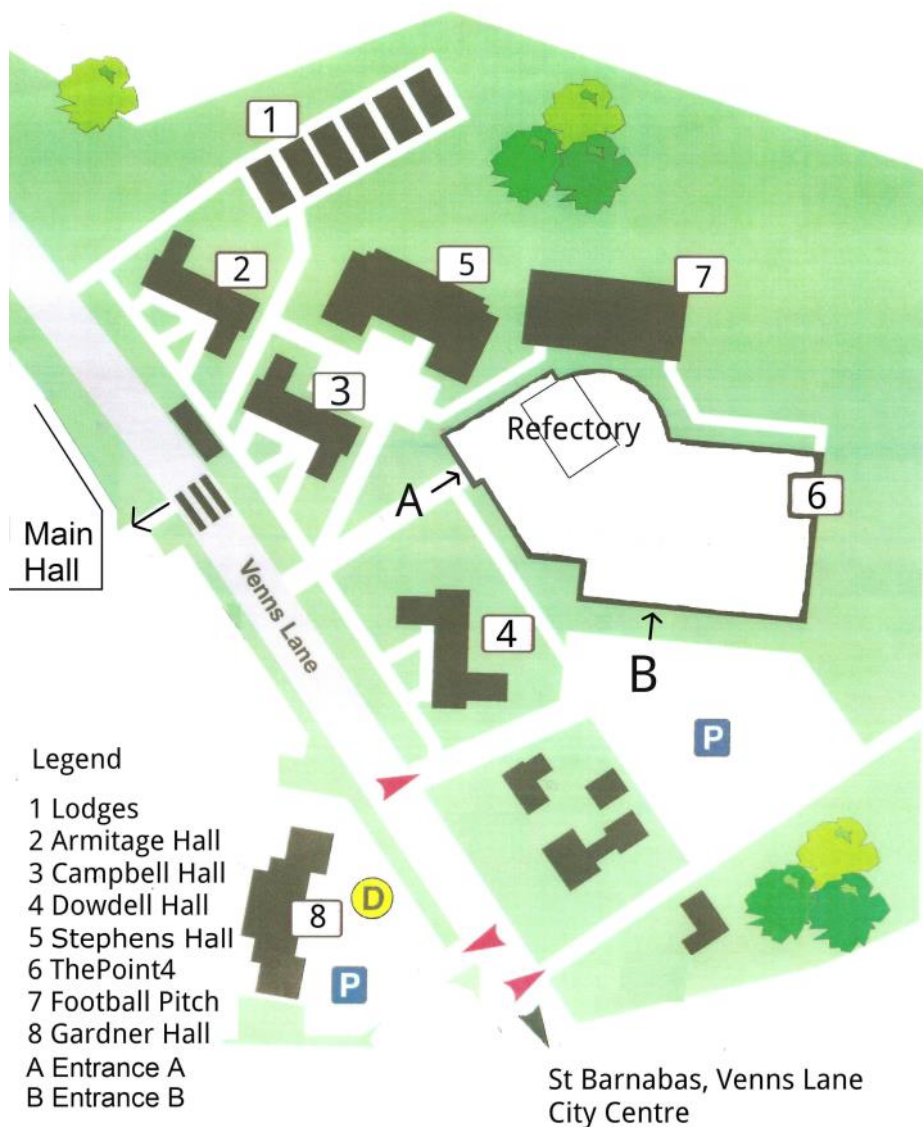 1
2
5
7
3
Refectory
A
6
Main
Hall
Venns Lane
4
B
P
Legend
1 Lodges
2 Armitage Hall
3 Campbell Hall
4 Dowdell Hall
5 Stephens Hall
6 ThePoint4
7 Football Pitch
8 Gardner Hall
A Entrance A
B Entrance B
D
8
P
St Barnabas, Venns Lane
City Centre